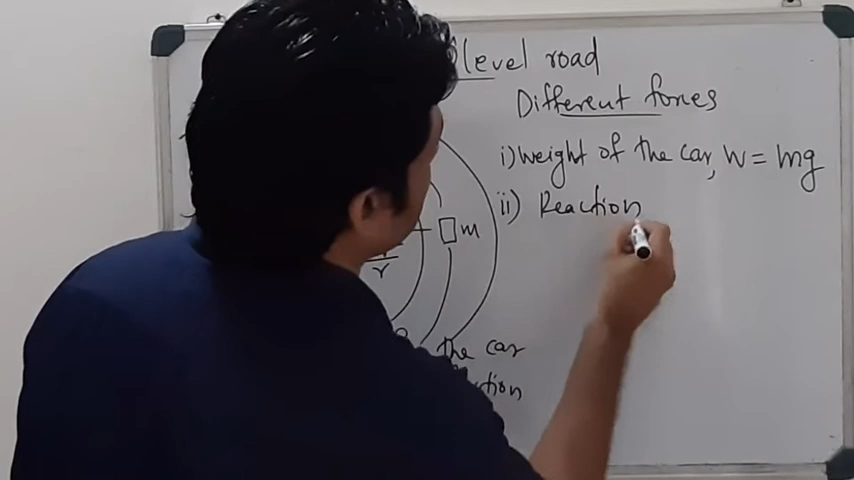 level road
Different forces
i) weight of the car, W = mg
ii) Reaction
m
r
the car